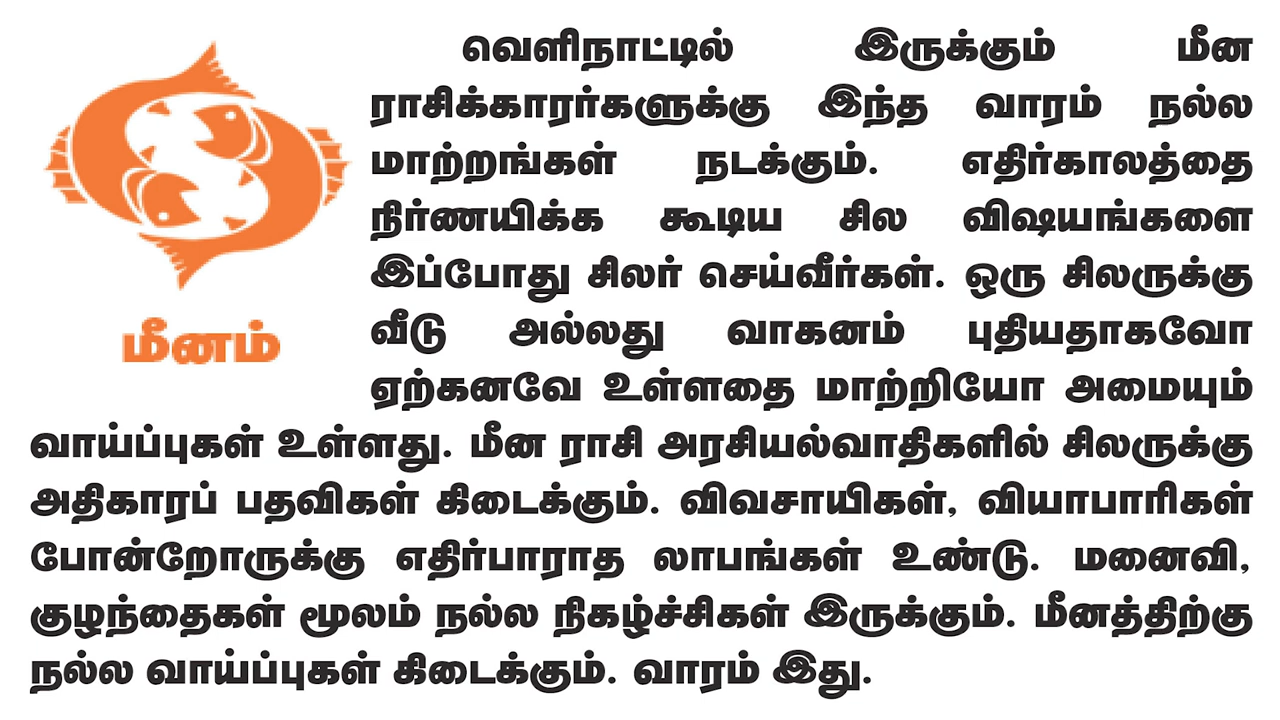 வெளிநாட்டில் இருக்கும் மீன
ராசிக்காரர்களுக்கு இந்த வாரம் நல்ல
மாற்றங்கள் நடக்கும். எதிர்காலத்தை
நிர்ணயிக்க கூடிய சில விஷயங்களை
இப்போது சிலர் செய்வீர்கள். ஒரு சிலருக்கு
வீடு அல்லது வாகனம் புதியதாகவோ
மீனம்
ஏற்கனவே உள்ளதை மாற்றியோ அமையும்
வாய்ப்புகள் உள்ளது. மீன ராசி அரசியல்வாதிகளில் சிலருக்கு
அதிகாரப் பதவிகள் கிடைக்கும். விவசாயிகள், வியாபாரிகள்
போன்றோருக்கு எதிர்பாராத லாபங்கள் உண்டு. மனைவி,
குழந்தைகள் மூலம் நல்ல நிகழ்ச்சிகள் இருக்கும். மீனத்திற்கு
நல்ல வாய்ப்புகள் கிடைக்கும். வாரம் இது.